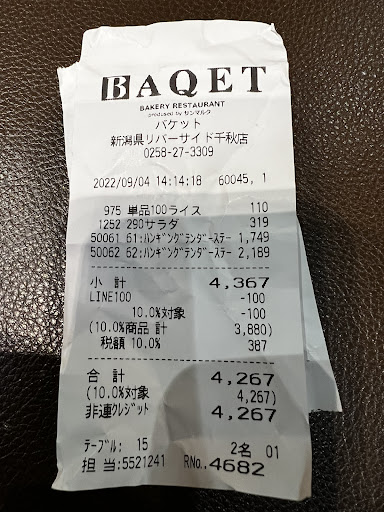 BAQET
BAKERY RESTAURANT
produced by サンマルク
バケット
新潟県リバーサイド千秋店
0258-27-3309
2022/09/04 14:14:18 60045, 1
975 単品100ライス 110
1252 290サラダ 319
50061 61:ハンギングテンダーステー 1,749
50062 62:ハンギングテンダーステー 2,189
小 計 4,367
LINE100 -100
10.0%対象 -100
(10.0%商品 計 3,880)
税額 10.0% 387
合 計 4,267
(10.0%対象 4,267)
非連クレジット 4,267
テーブル: 15 2名 01
担 当:5521241 RNo.,4682